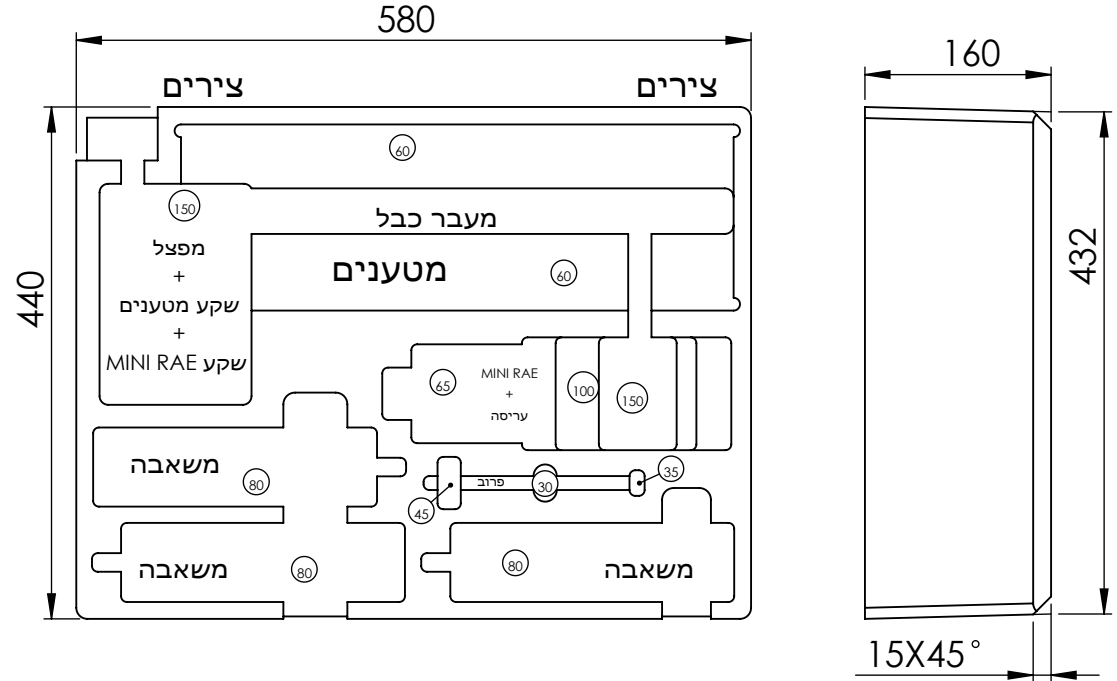 580
160
צירים
צירים
60
150
מעבר כבל
מפצל
+
שקע מטענים
+
שקע MINI RAE
מטענים
60
440
432
65
MINI RAE
+
עריסה
100
150
משאבה
80
פרוב
30
35
45
משאבה
80
80
משאבה
15X45°